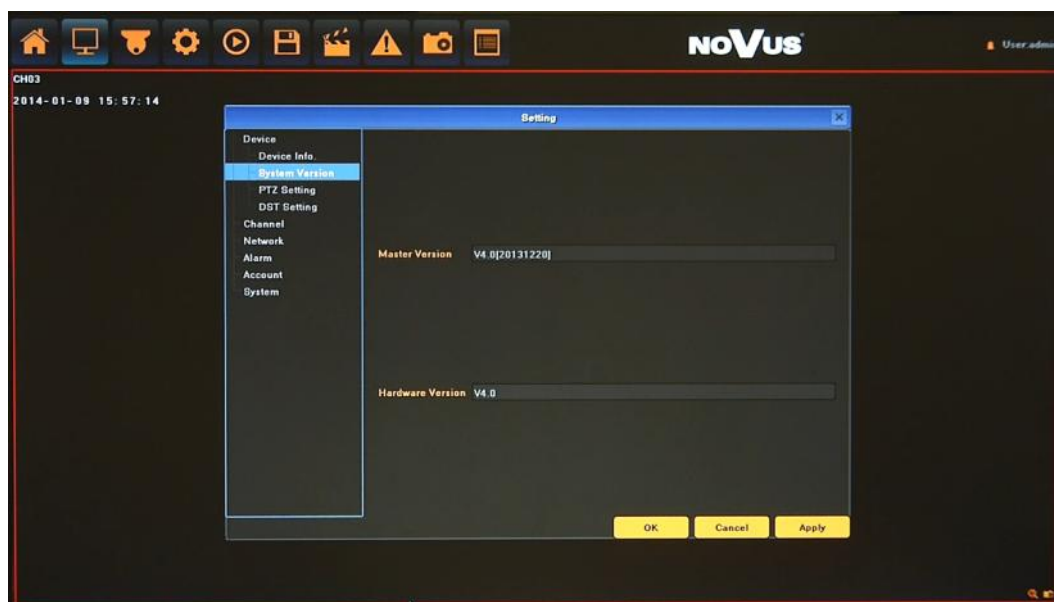 NOVUS
User:admi
CH03
2014-01-09 15:57:14
Setting
Device
Device Info.
System Version
PTZ Setting
DST Setting
Channel
Network
Alarm
Account
System
Master Version V4.0[20131220]
Hardware Version V4.0
OK Cancel Apply